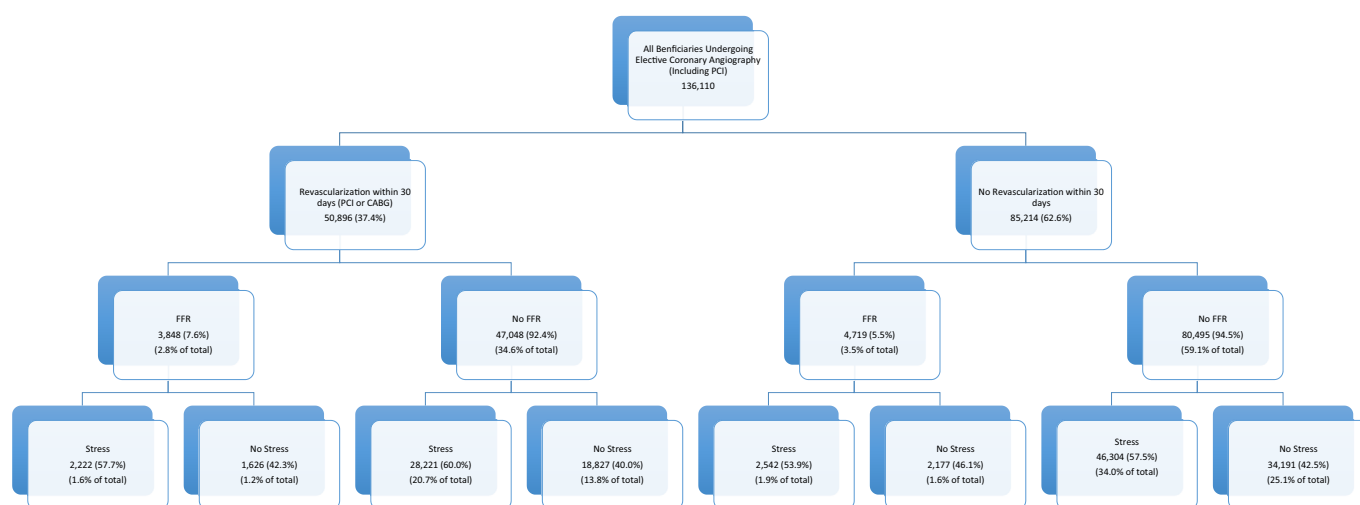 All Benficiaries Undergoing
Elective Coronary Angiography
(Including PCI)
136,110
Revascularization within 30
days (PCI or CABG)
50,896 (37.4%)
No Revascularization within 30
days
85,214 (62.6%)
FFR
3,848 (7.6%)
(2.8% of total)
No FFR
47,048 (92.4%)
(34.6% of total)
FFR
4,719 (5.5%)
(3.5% of total)
No FFR
80,495 (94.5%)
(59.1% of total)
Stress
2,222 (57.7%)
(1.6% of total)
No Stress
1,626 (42.3%)
(1.2% of total)
Stress
28,221 (60.0%)
(20.7% of total)
No Stress
18,827 (40.0%)
(13.8% of total)
Stress
2,542 (53.9%)
(1.9% of total)
No Stress
2,177 (46.1%)
(1.6% of total)
Stress
46,304 (57.5%)
(34.0% of total)
No Stress
34,191 (42.5%)
(25.1% of total)